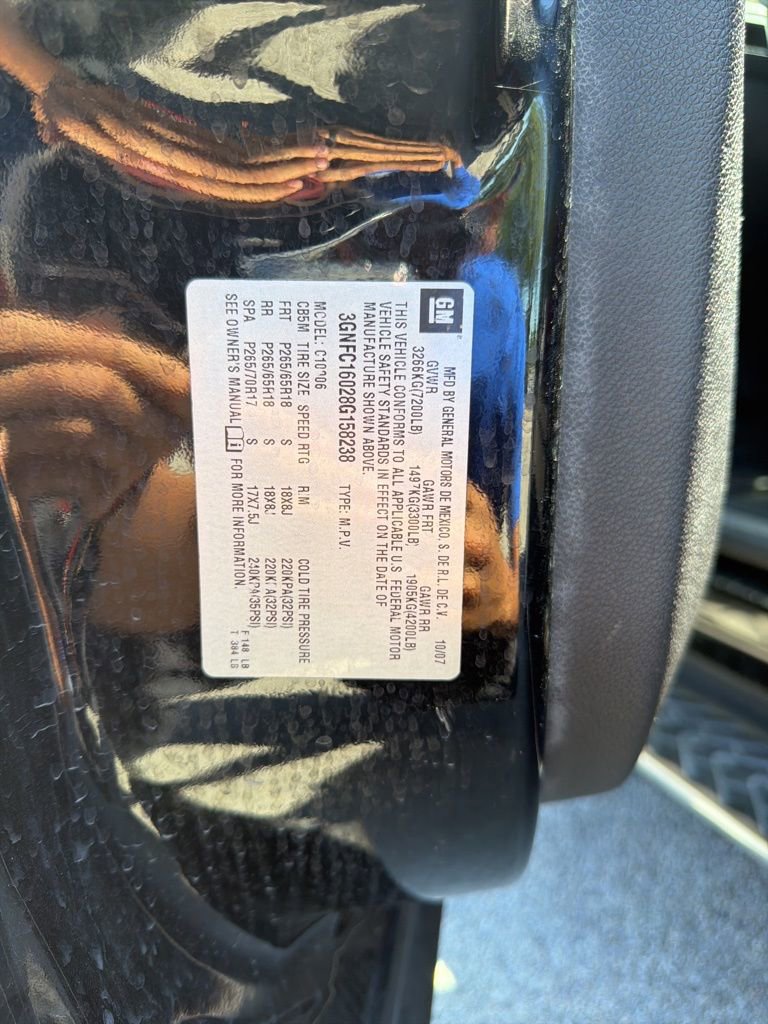 GM
MFD BY GENERAL MOTORS DE MEXICO, S. DE R.L. DE C.V. 10/07
GVWR GAWR FRT GAWR RR
3266KG(7200LB) 1497KG(3300LB) 1905KG(4200LB)
THIS VEHICLE CONFORMS TO ALL APPLICABLE U.S. FEDERAL MOTOR
VEHICLE SAFETY STANDARDS IN EFFECT ON THE DATE OF
MANUFACTURE SHOWN ABOVE.
3GNFC16028G158238 TYPE: M.P.V.
MODEL:
CB5M TIRE SIZE SPEED RTG RIM COLD TIRE PRESSURE
FRT P265/65R18 S 18X8J 220KPA(32PSI)
RR P265/65R18 S 18X8J 220KPA(32PSI)
SPA P265/70R17 S 17X7.5J 240KPA(35PSI)
SEE OWNER'S MANUAL FOR MORE INFORMATION.
F 148 LB
T 384 LB